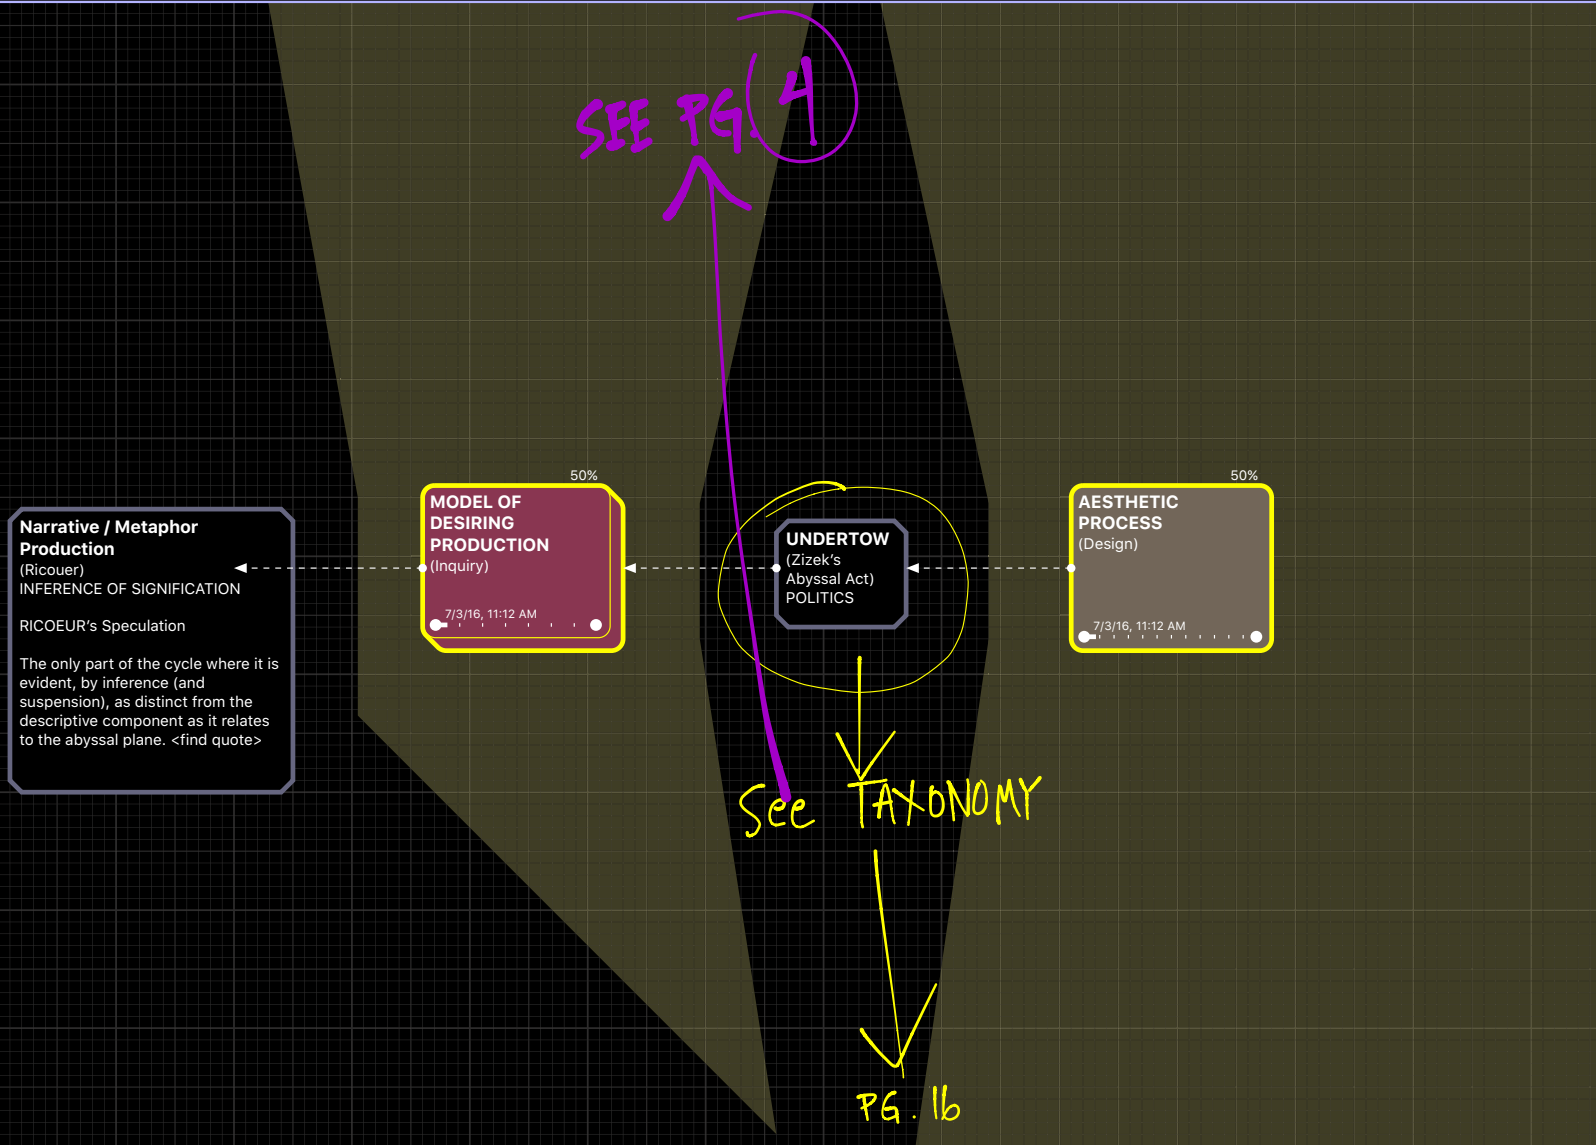 SEE PG. 4
50%
50%
Narrative / Metaphor
Production
(Ricouer)
INFERENCE OF SIGNIFICATION
RICOEUR's Speculation
The only part of the cycle where it is
evident, by inference (and
suspension), as distinct from the
descriptive component as it relates
to the abyssal plane. <find quote>
MODEL OF
DESIRING
PRODUCTION
(Inquiry)
7/3/16, 11:12 AM
UNDERTOW
(Zizek's
Abyssal Act)
POLITICS
AESTHETIC
PROCESS
(Design)
7/3/16, 11:12 AM
See TAXONOMY
PG. 16